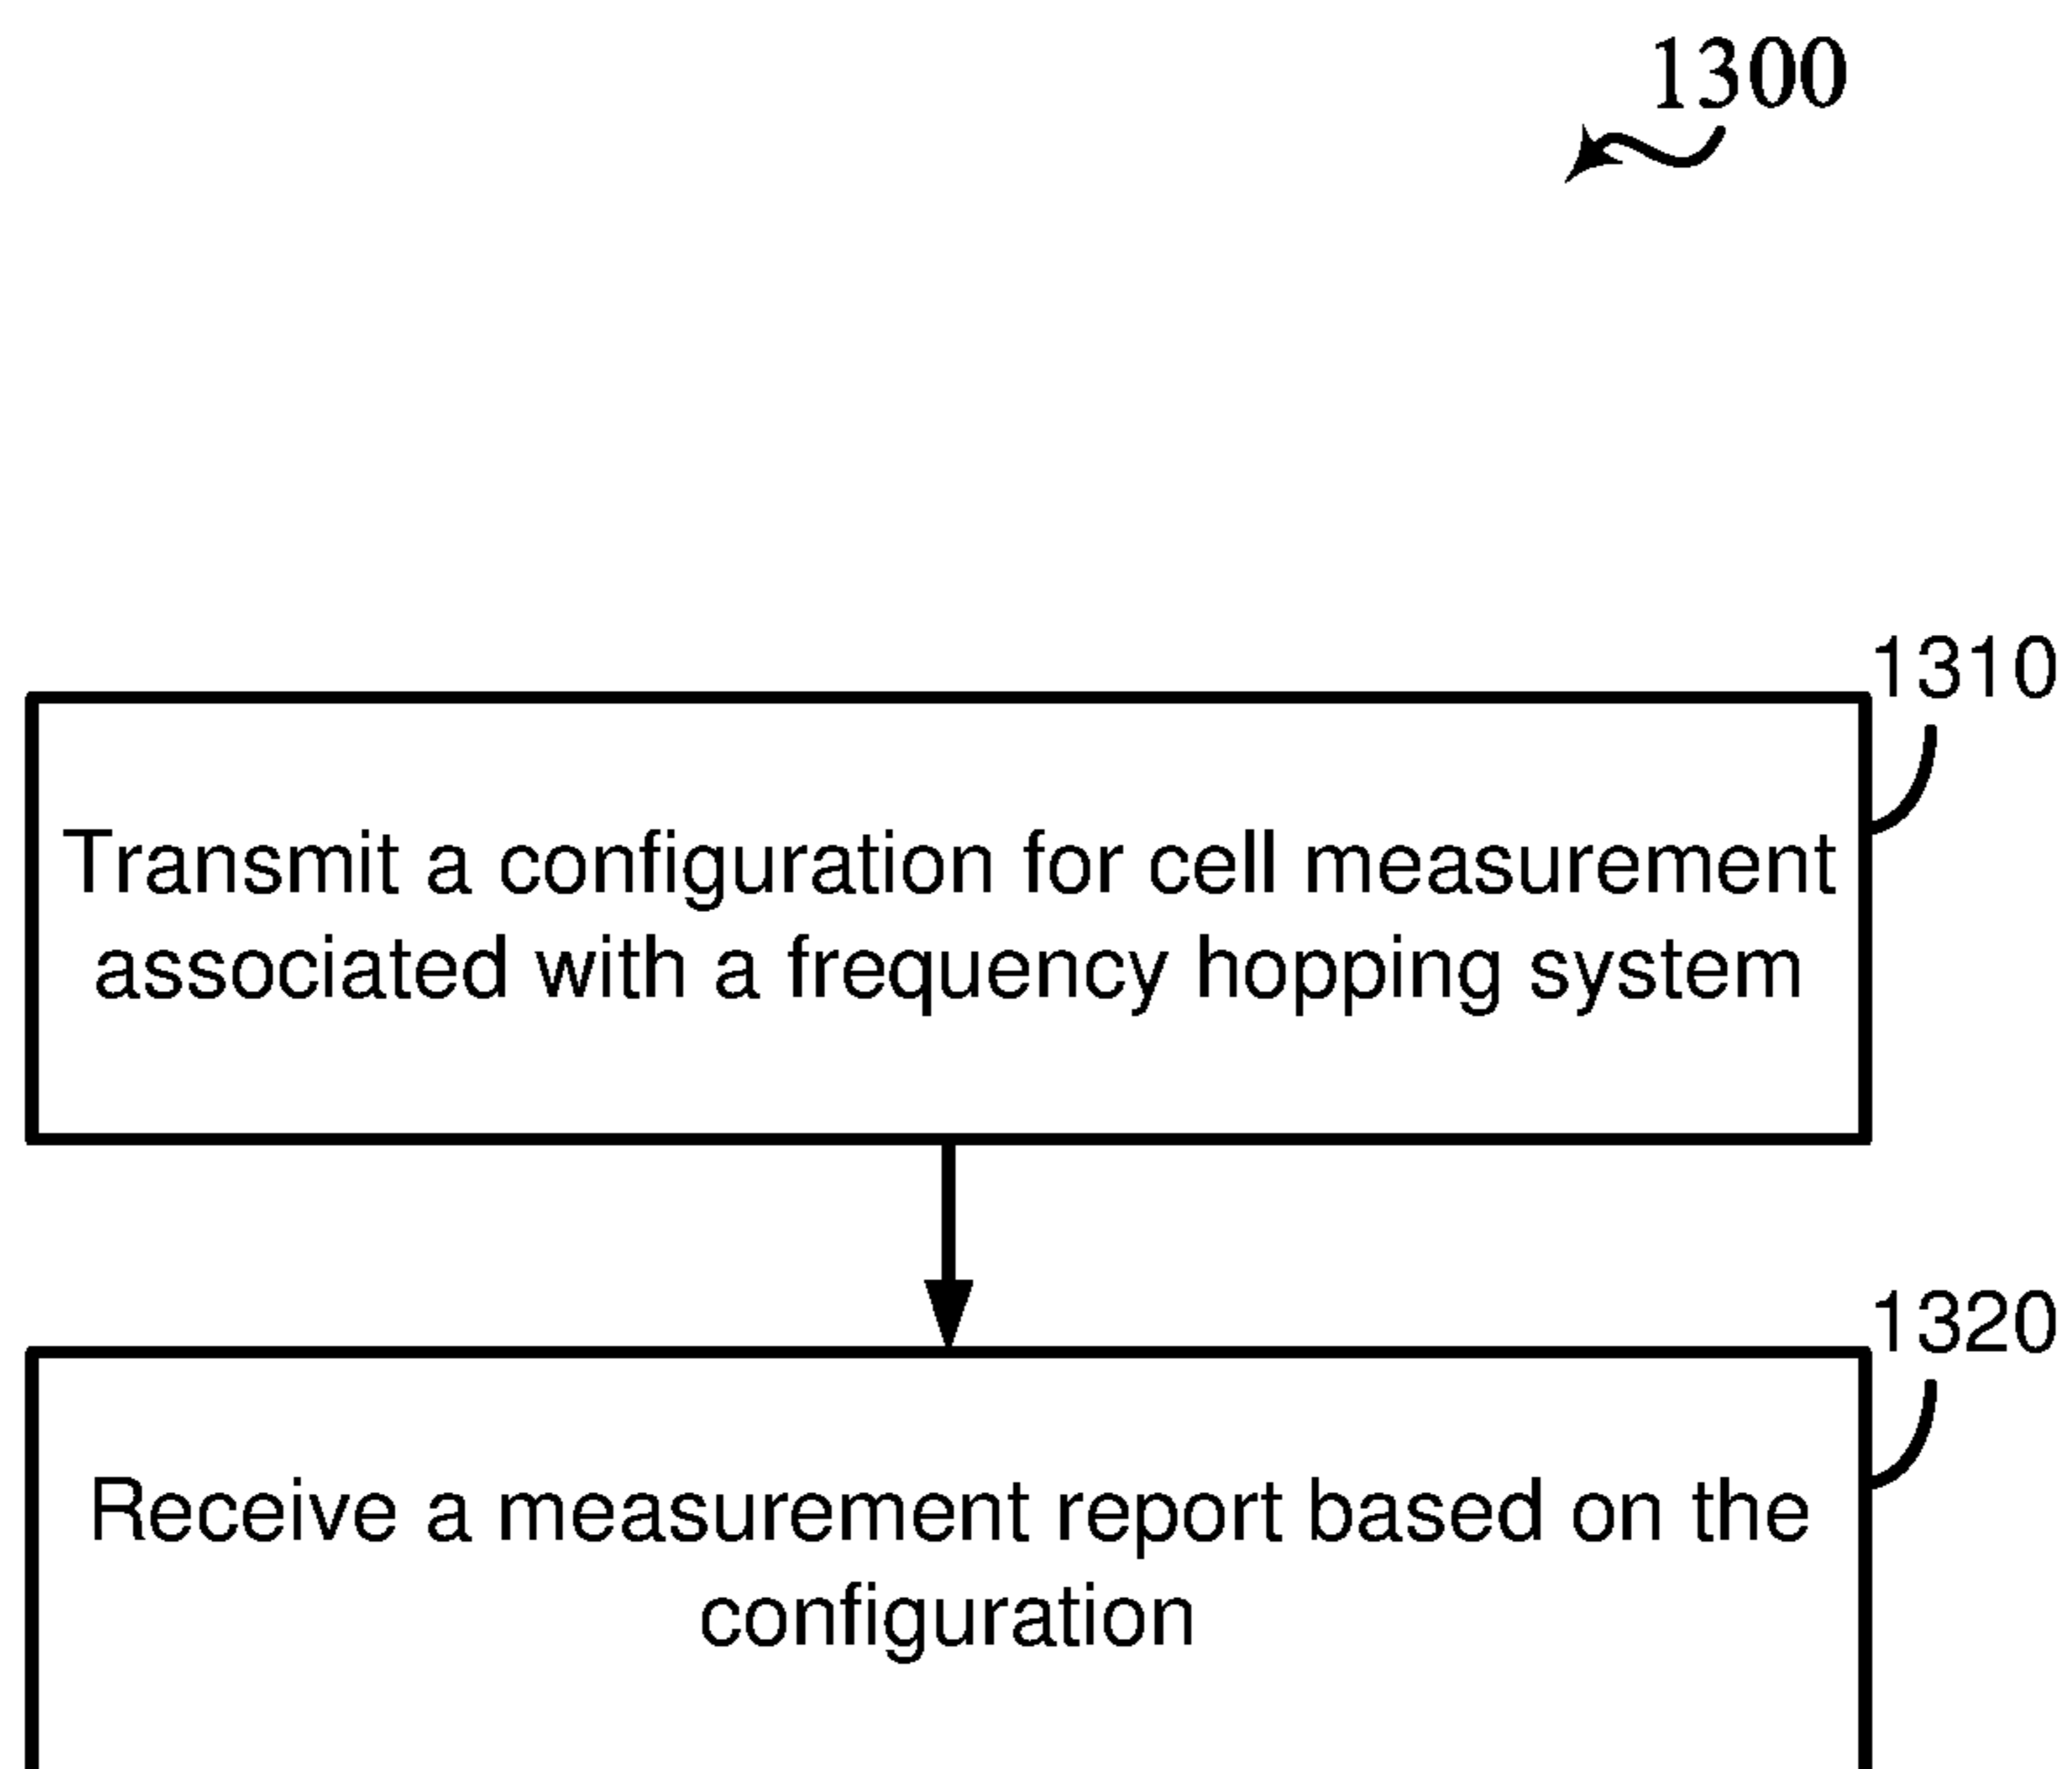 1300
1310
Transmit a configuration for cell measurement
associated with a frequency hopping system
1320
Receive a measurement report based on the
configuration